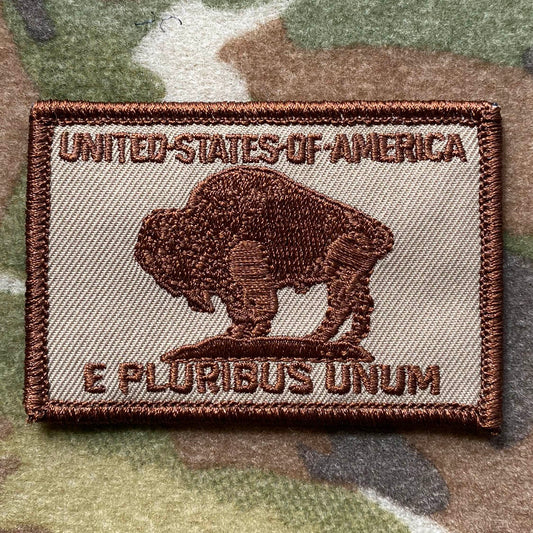 UNITED-STATES-OF-AMERICA
E PLURIBUS UNUM